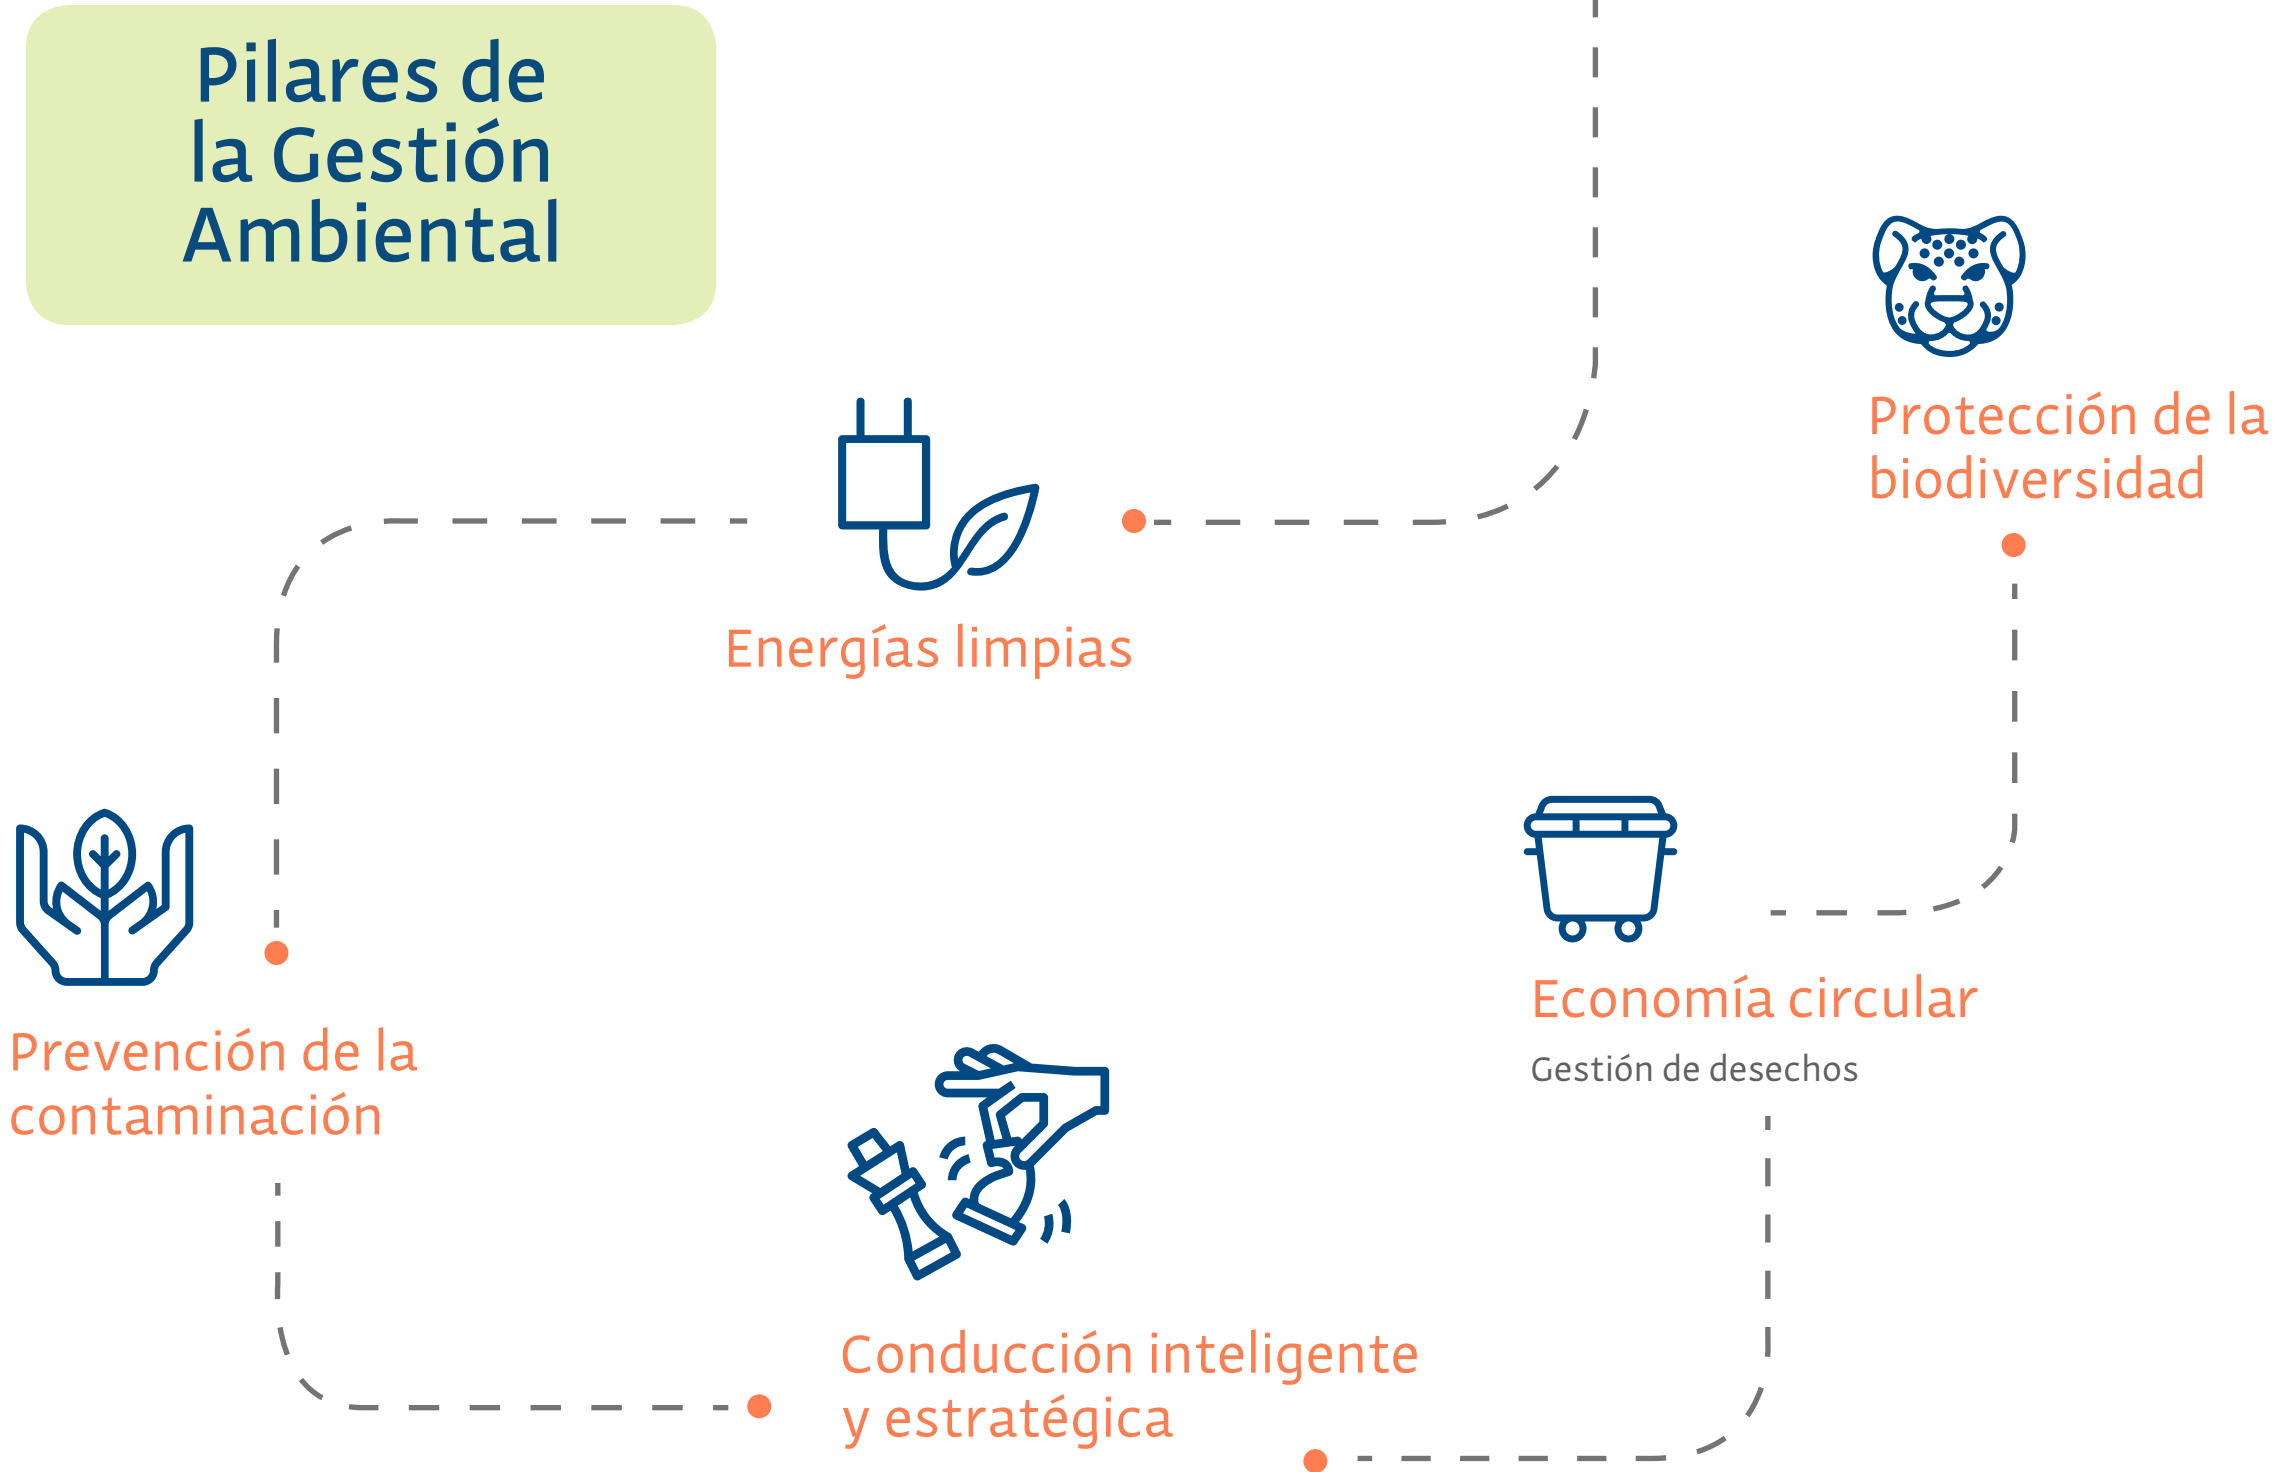 Pilares de
la Gestión
Ambiental
Protección de la
biodiversidad
Energías limpias
Economía circular
Gestión de desechos
Prevención de la
contaminación
Conducción inteligente
y estratégica